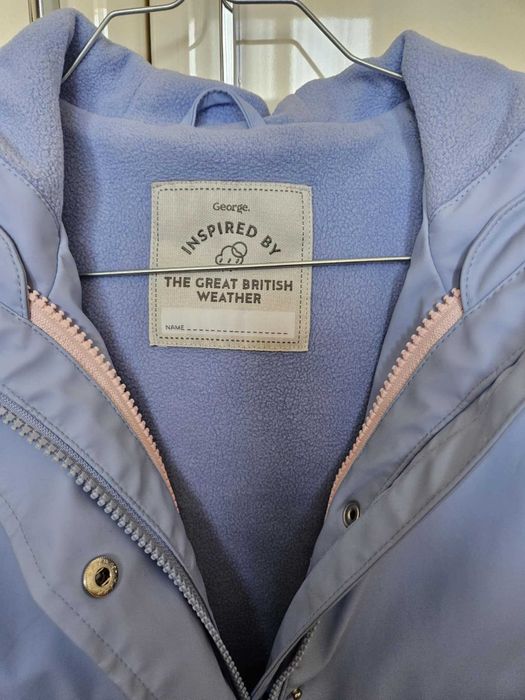 George.
INSPIRED BY
THE GREAT BRITISH
WEATHER
NAME